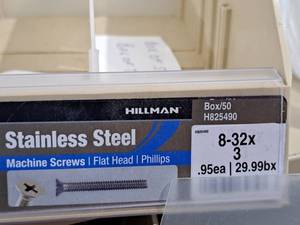 HILLMAN
Box/50
H825490
Stainless Steel
Machine Screws | Flat Head | Phillips
8-32x
3
.95ea | 29.99bx